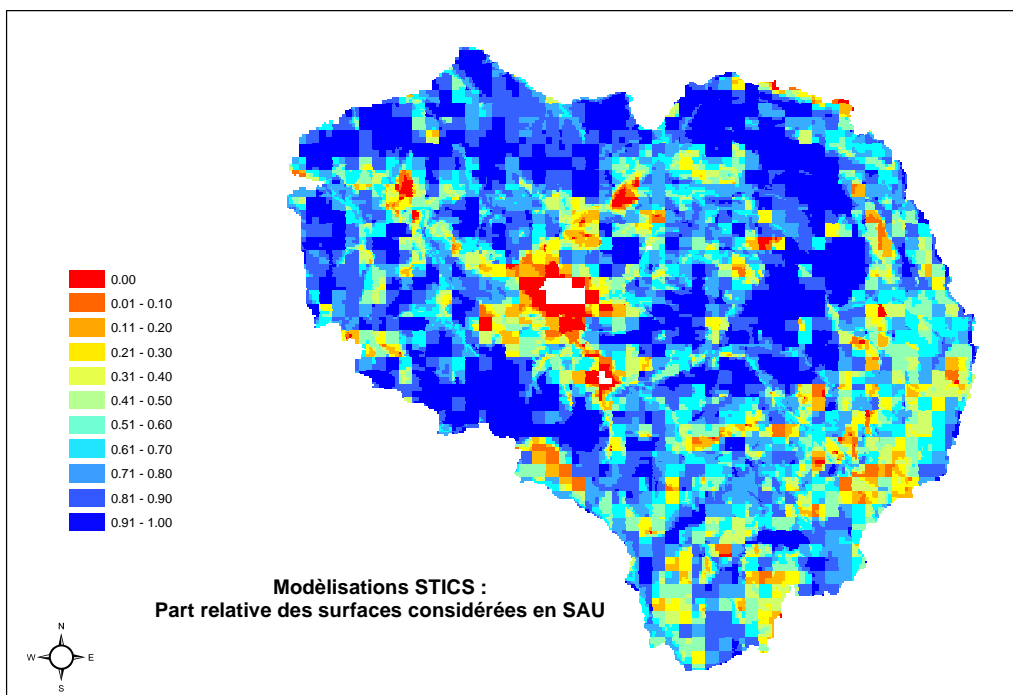 0.00
0.01 - 0.10
0.11 - 0.20
0.21 - 0.30
0.31 - 0.40
0.41 - 0.50
0.51 - 0.60
0.61 - 0.70
0.71 - 0.80
0.81 - 0.90
0.91 - 1.00
Modèlisations STICS :
Part relative des surfaces considérées en SAU
N
W E
S